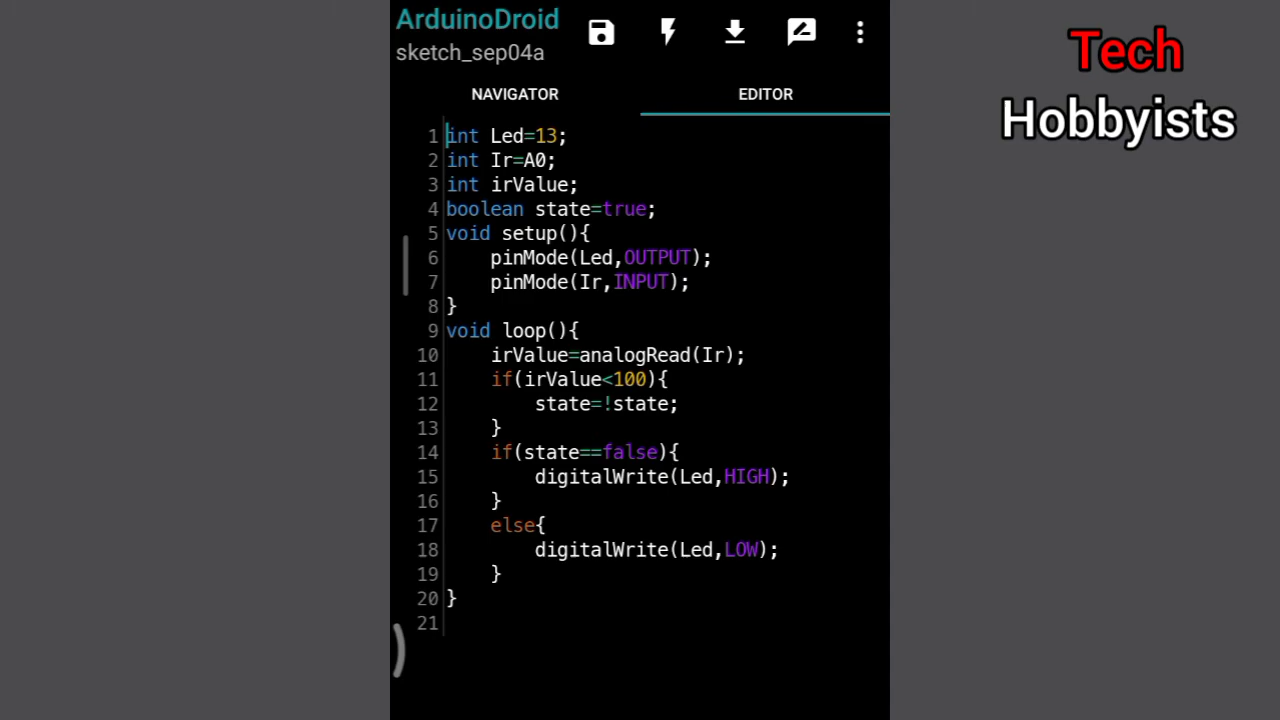 ArduinoDroid
sketch_sep04a
Tech
Hobbyists
NAVIGATOR
EDITOR
1 int Led=13;
2 int Ir=A0;
3 int irValue;
4 boolean state=true;
5 void setup(){
6     pinMode(Led,OUTPUT);
7     pinMode(Ir,INPUT);
8 }
9 void loop(){
10     irValue=analogRead(Ir);
11     if(irValue<100){
12         state=!state;
13     }
14     if(state==false){
15         digitalWrite(Led,HIGH);
16     }
17     else{
18         digitalWrite(Led,LOW);
19     }
20 }
21